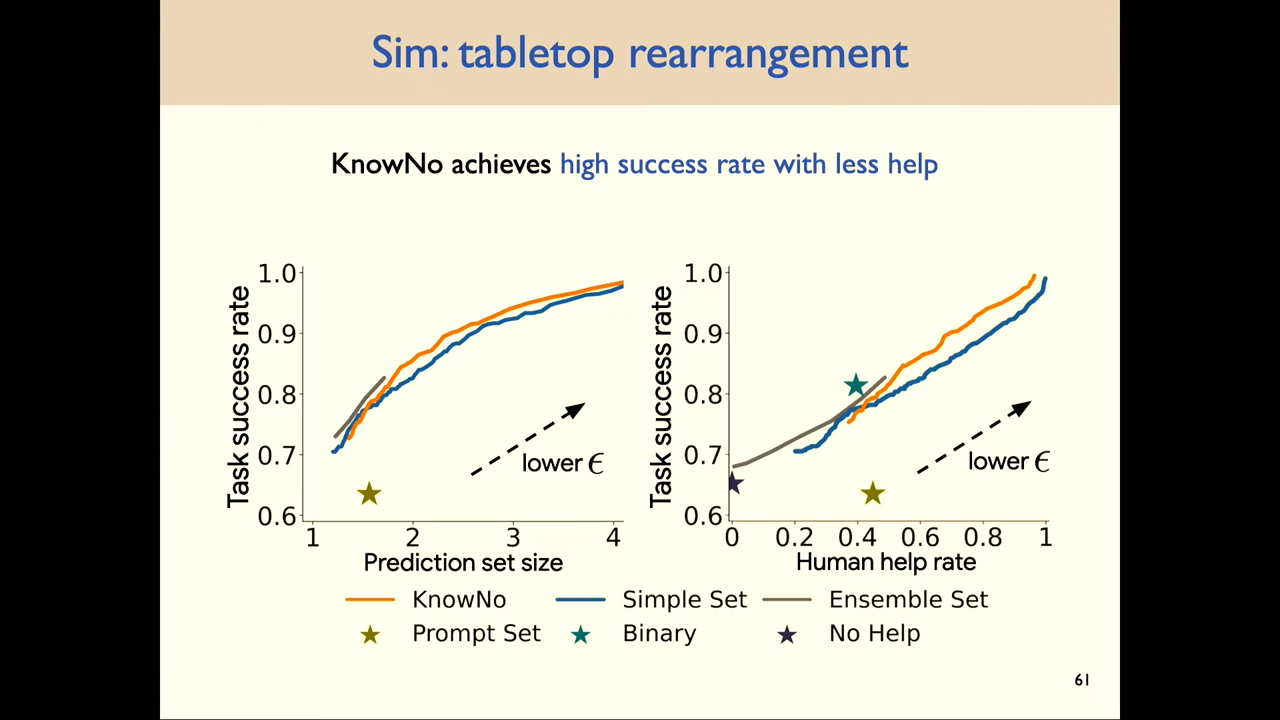 Sim: tabletop rearrangement
KnowNo achieves high success rate with less help
Task success rate
1.0
0.9
0.8
0.7
0.6
1 2 3 4
Prediction set size
lower ϵ
Task success rate
1.0
0.9
0.8
0.7
0.6
0 0.2 0.4 0.6 0.8 1
Human help rate
lower ϵ
KnowNo Simple Set Ensemble Set
Prompt Set Binary No Help
61